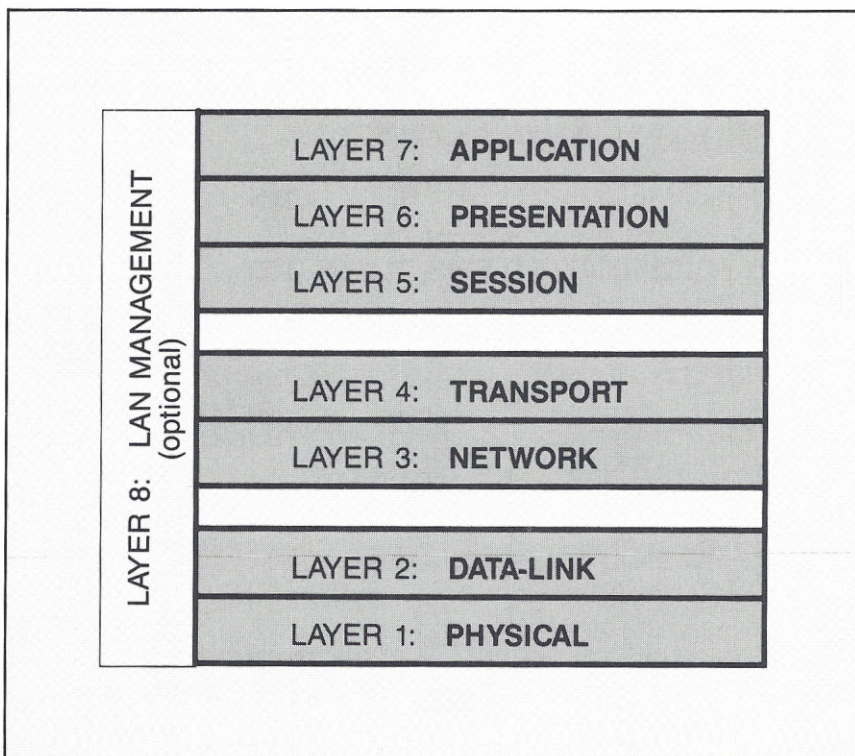 LAYER 8: LAN MANAGEMENT
(optional)
LAYER 7: APPLICATION
LAYER 6: PRESENTATION
LAYER 5: SESSION
LAYER 4: TRANSPORT
LAYER 3: NETWORK
LAYER 2: DATA-LINK
LAYER 1: PHYSICAL